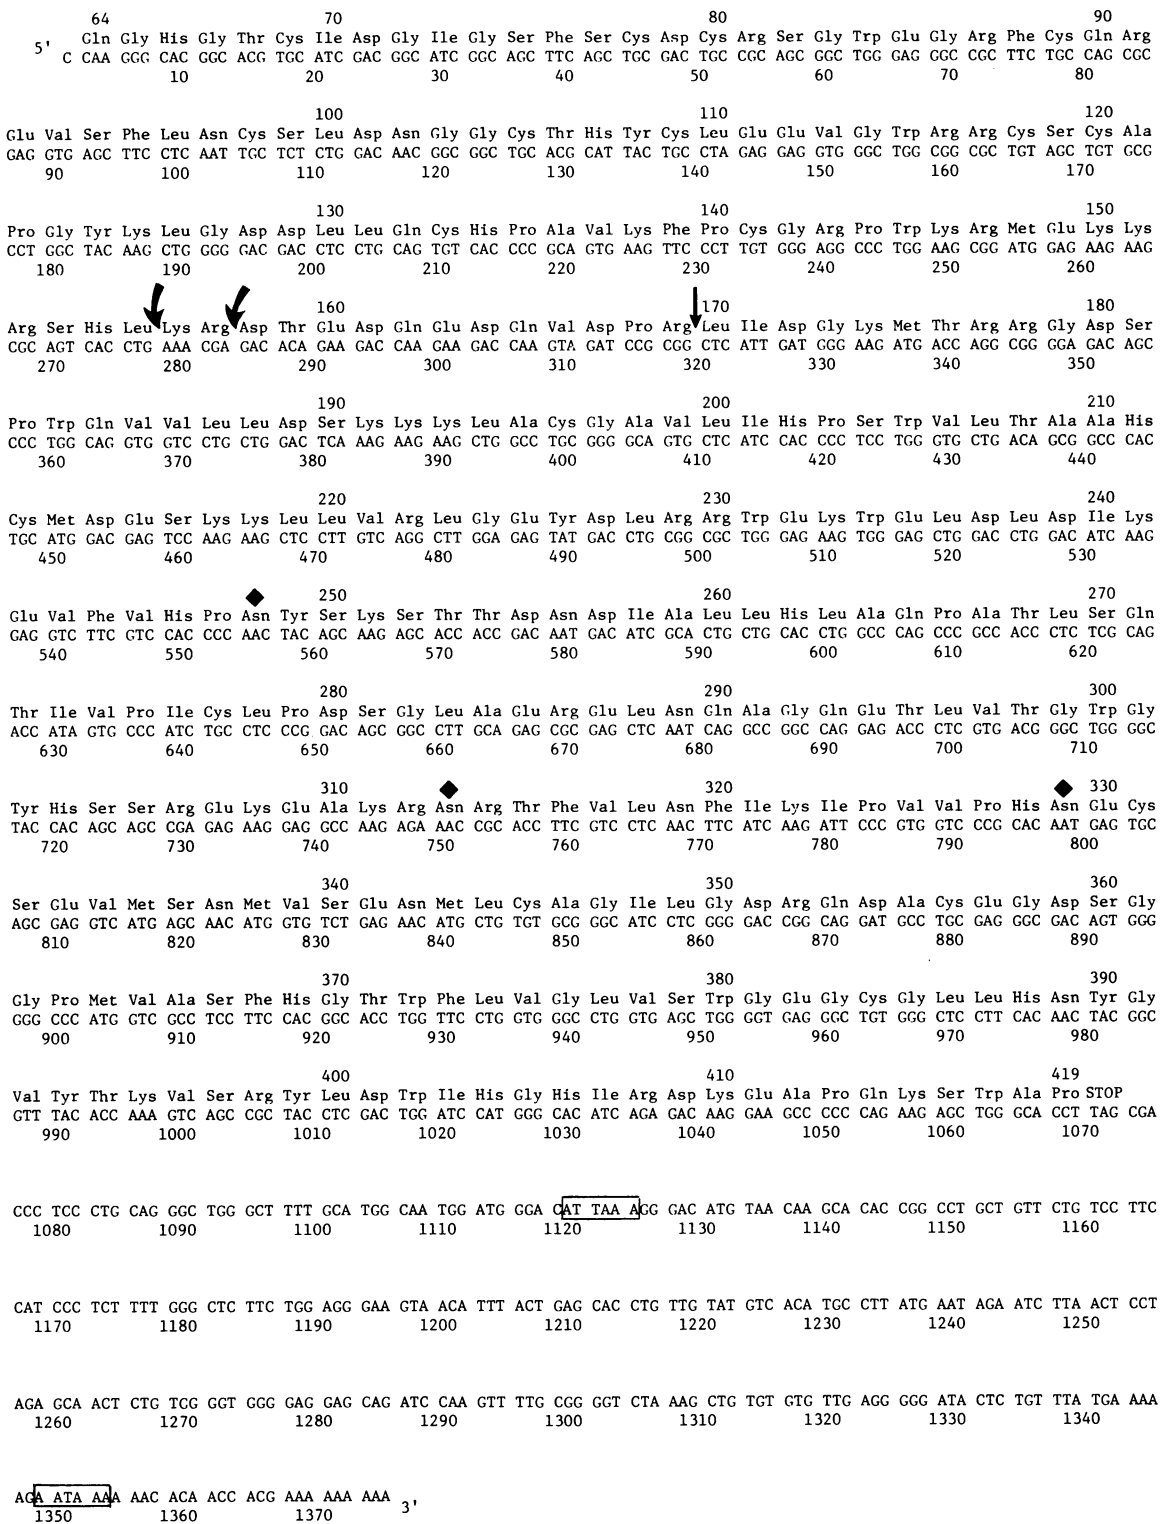 64 70 80 90
Gln Gly His Gly Thr Cys Ile Asp Gly Ile Gly Ser Phe Ser Cys Asp Cys Arg Ser Gly Trp Glu Gly Arg Phe Cys Gln Arg
5' C CAA GGG CAC GGC ACG TGC ATC GAC GGC ATC GGC AGC TTC AGC TGC GAC TGC CGC AGC GGC TGG GAG GGC CGC TTC TGC CAG CGC
10 20 30 40 50 60 70 80
100 110 120
Glu Val Ser Phe Leu Asn Cys Ser Leu Asp Asn Gly Gly Cys Thr His Tyr Cys Leu Glu Glu Val Gly Trp Arg Arg Cys Ser Cys Ala
GAG GTG AGC TTC CTC AAT TGC TCT CTG GAC AAC GGC GGC TGC ACG CAT TAC TGC CTA GAG GAG GTG GGC TGG CGG CGC TGT AGC TGT GCG
90 100 110 120 130 140 150 160 170
130 140 150
Pro Gly Tyr Lys Leu Gly Asp Asp Leu Leu Gln Cys His Pro Ala Val Lys Phe Pro Cys Gly Arg Pro Trp Lys Arg Met Glu Lys Lys
CCT GGC TAC AAG CTG GGG GAC GAC CTC CTG CAG TGT CAC CCC GCA GTG AAG TTC CCT TGT GGG AGG CCC TGG AAG CGG ATG GAG AAG AAG
180 190 200 210 220 230 240 250 260
160 170 180
Arg Ser His Leu Lys Arg Asp Thr Glu Asp Gln Glu Asp Gln Val Asp Pro Arg Leu Ile Asp Gly Lys Met Thr Arg Arg Gly Asp Ser
CGC AGT CAC CTG AAA CGA GAC ACA GAA GAC CAA GAA GAC CAA GTA GAT CCG CGG CTC ATT GAT GGG AAG ATG ACC AGG CGG GGA GAC AGC
270 280 290 300 310 320 330 340 350
190 200 210
Pro Trp Gln Val Val Leu Leu Asp Ser Lys Lys Lys Leu Ala Cys Gly Ala Val Leu Ile His Pro Ser Trp Val Leu Thr Ala Ala His
CCC TGG CAG GTG GTC CTG CTG GAC TCA AAG AAG AAG CTG GCC TGC GGG GCA GTG CTC ATC CAC CCC TCC TGG GTG CTG ACA GCG GCC CAC
360 370 380 390 400 410 420 430 440
220 230 240
Cys Met Asp Glu Ser Lys Lys Leu Leu Val Arg Leu Gly Glu Tyr Asp Leu Arg Arg Trp Glu Lys Trp Glu Leu Asp Leu Asp Ile Lys
TGC ATG GAC GAG TCC AAG AAG CTC CTT GTC AGG CTT GGA GAG TAT GAC CTG CGG CGC TGG GAG AAG TGG GAG CTG GAC CTG GAC ATC AAG
450 460 470 480 490 500 510 520 530
250 260 270
Glu Val Phe Val His Pro Asn Tyr Ser Lys Ser Thr Thr Asp Asn Asp Ile Ala Leu Leu His Leu Ala Gln Pro Ala Thr Leu Ser Gln
GAG GTC TTC GTC CAC CCC AAC TAC AGC AAG AGC ACC ACC GAC AAT GAC ATC GCA CTG CTG CAC CTG GCC CAG CCC GCC ACC CTC TCG CAG
540 550 560 570 580 590 600 610 620
280 290 300
Thr Ile Val Pro Ile Cys Leu Pro Asp Ser Gly Leu Ala Glu Arg Glu Leu Asn Gln Ala Gly Gln Glu Thr Leu Val Thr Gly Trp Gly
ACC ATA GTG CCC ATC TGC CTC CCG GAC AGC GGC CTT GCA GAG CGC GAG CTC AAT CAG GCC GGC CAG GAG ACC CTC GTG ACG GGC TGG GGC
630 640 650 660 670 680 690 700 710
310 320 330
Tyr His Ser Ser Arg Glu Lys Glu Ala Lys Arg Asn Arg Thr Phe Val Leu Asn Phe Ile Lys Ile Pro Val Val Pro His Asn Glu Cys
TAC CAC AGC AGC CGA GAG AAG GAG GCC AAG AGA AAC CGC ACC TTC GTC CTC AAC TTC ATC AAG ATT CCC GTG GTC CCG CAC AAT GAG TGC
720 730 740 750 760 770 780 790 800
340 350 360
Ser Glu Val Met Ser Asn Met Val Ser Glu Asn Met Leu Cys Ala Gly Ile Leu Gly Asp Arg Gln Asp Ala Cys Glu Gly Asp Ser Gly
AGC GAG GTC ATG AGC AAC ATG GTG TCT GAG AAC ATG CTG TGT GCG GGC ATC CTC GGG GAC CGG CAG GAT GCC TGC GAG GGC GAC AGT GGG
810 820 830 840 850 860 870 880 890
370 380 390
Gly Pro Met Val Ala Ser Phe His Gly Thr Trp Phe Leu Val Gly Leu Val Ser Trp Gly Glu Gly Cys Gly Leu Leu His Asn Tyr Gly
GGG CCC ATG GTC GCC TCC TTC CAC GGC ACC TGG TTC CTG GTG GGC CTG GTG AGC TGG GGT GAG GGC TGT GGG CTC CTT CAC AAC TAC GGC
900 910 920 930 940 950 960 970 980
400 410 419
Val Tyr Thr Lys Val Ser Arg Tyr Leu Asp Trp Ile His Gly His Ile Arg Asp Lys Glu Ala Pro Gln Lys Ser Trp Ala Pro STOP
GTT TAC ACC AAA GTC AGC CGC TAC CTC GAC TGG ATC CAT GGG CAC ATC AGA GAC AAG GAA GCC CCC CAG AAG AGC TGG GCA CCT TAG CGA
990 1000 1010 1020 1030 1040 1050 1060 1070
CCC TCC CTG CAG GGC TGG GCT TTT GCA TGG CAA TGG ATG GGA CAT TAA AGG GAC ATG TAA CAA GCA CAC CGG CCT GCT GTT CTG TCC TTC
1080 1090 1100 1110 1120 1130 1140 1150 1160
CAT CCC TCT TTT GGG CTC TTC TGG AGG GAA GTA ACA TTT ACT GAG CAC CTG TTG TAT GTC ACA TGC CTT ATG AAT AGA ATC TTA ACT CCT
1170 1180 1190 1200 1210 1220 1230 1240 1250
AGA GCA ACT CTG TGG GGT GGG GAG GAG CAG ATC CAA GTT TTG CGG GGT CTA AAG CTG TGT GTG TTG AGG GGG ATA CTC TGT TTA TGA AAA
1260 1270 1280 1290 1300 1310 1320 1330 1340
AGA ATA AAA AAC ACA ACC ACG AAA AAA AAA 3'
1350 1360 1370